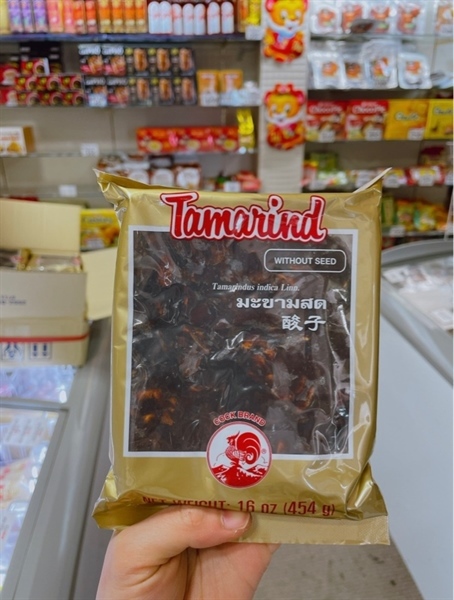 Tamarind
WITHOUT SEED
Tamarindus indica Linn.
มะขามสด
酸子
COCK BRAND
NET WEIGHT: 16 oz (454 g)